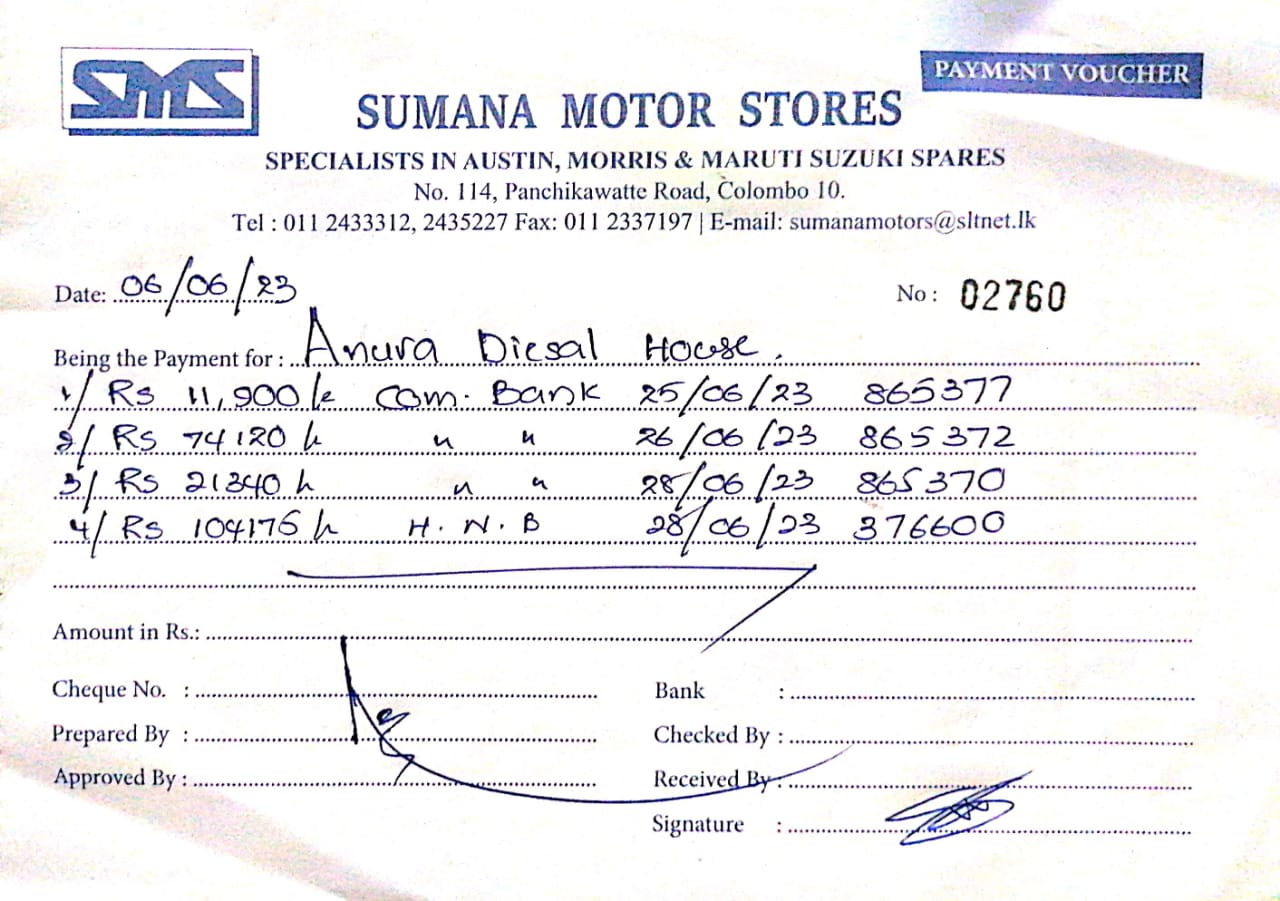 SMS
PAYMENT VOUCHER
SUMANA MOTOR STORES
SPECIALISTS IN AUSTIN, MORRIS & MARUTI SUZUKI SPARES
No. 114, Panchikawatte Road, Colombo 10.
Tel : 011 2433312, 2435227 Fax: 011 2337197 | E-mail: sumanamotors@sltnet.lk
Date: 06/06/23 No : 02760
Being the Payment for : Anura Diesal House.
1/ Rs 11,900/= Com. Bank 25/06/23 865377
2/ Rs 74120/= " " 26/06/23 865372
3/ Rs 21340/= " " 28/06/23 865370
4/ Rs 104175/= H.N.B 28/06/23 376600
Amount in Rs.:
Cheque No. : Bank :
Prepared By : Checked By :
Approved By : Received By :
Signature :